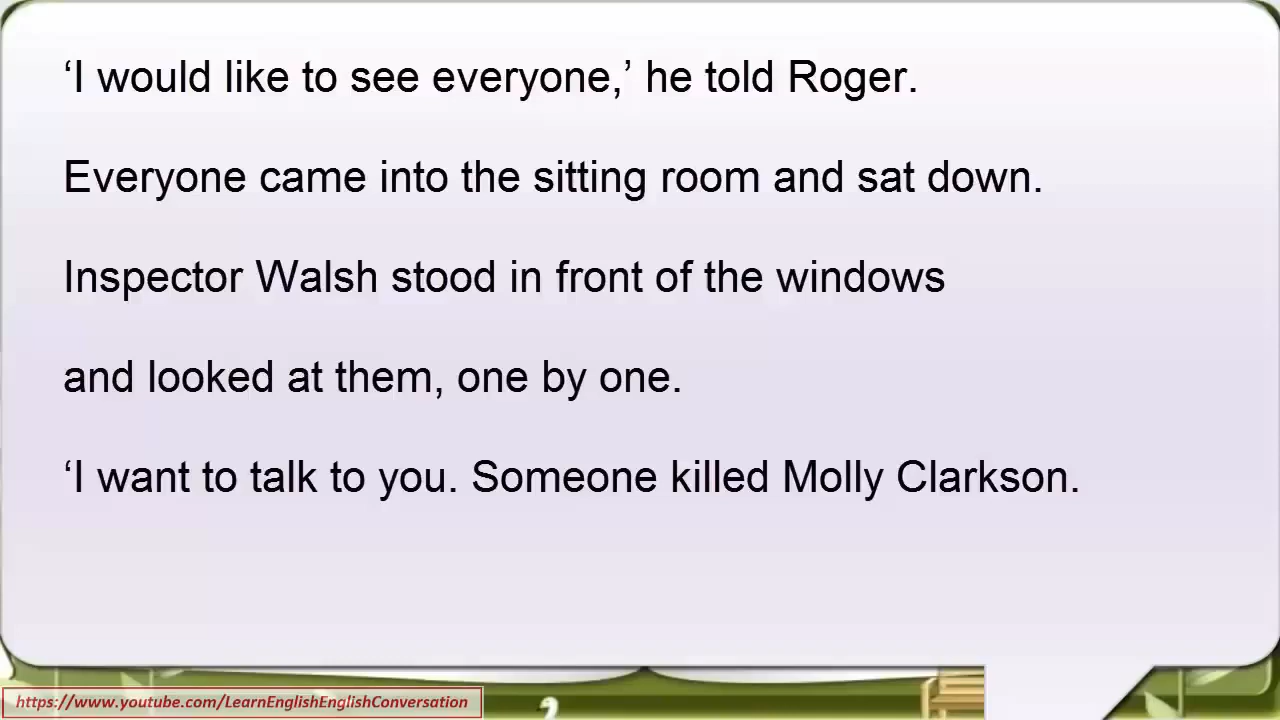 ‘I would like to see everyone,’ he told Roger.
Everyone came into the sitting room and sat down.
Inspector Walsh stood in front of the windows
and looked at them, one by one.
‘I want to talk to you. Someone killed Molly Clarkson.
https://www.youtube.com/LearnEnglishEnglishConversation